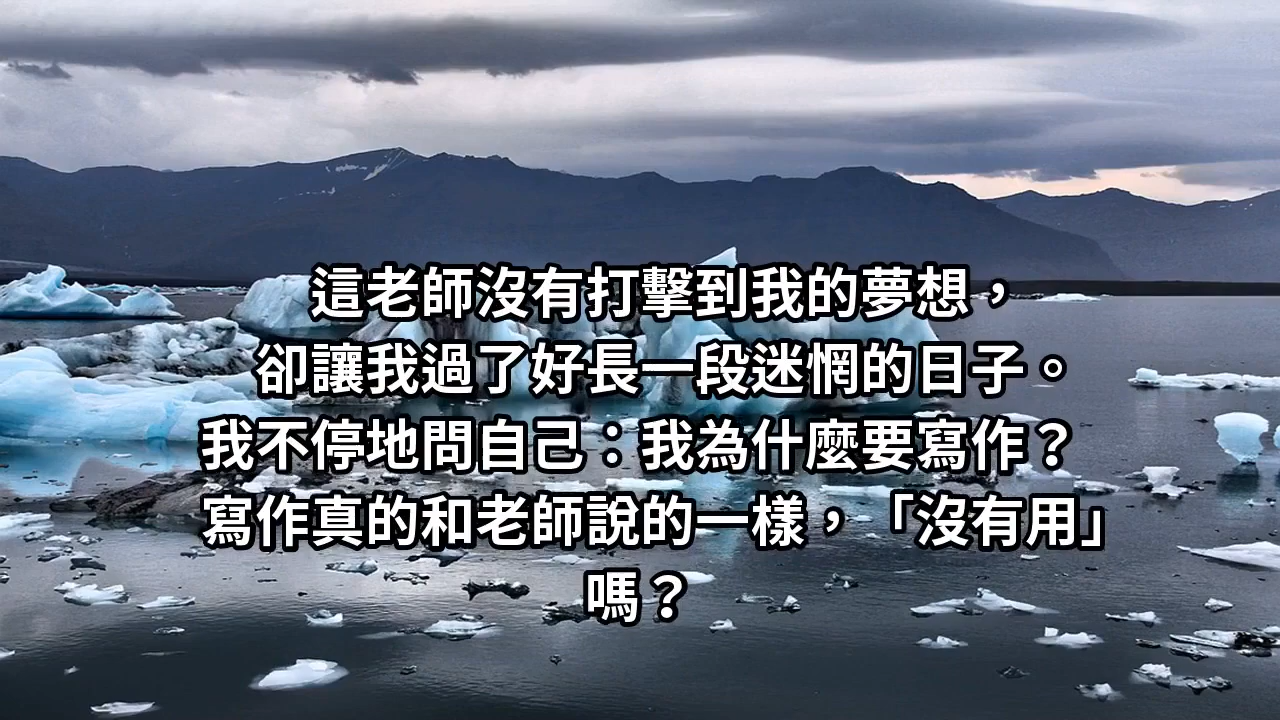 這老師沒有打擊到我的夢想，
卻讓我過了好長一段迷惘的日子。
我不停地問自己：我為什麼要寫作？
寫作真的和老師說的一樣，「沒有用」
嗎？